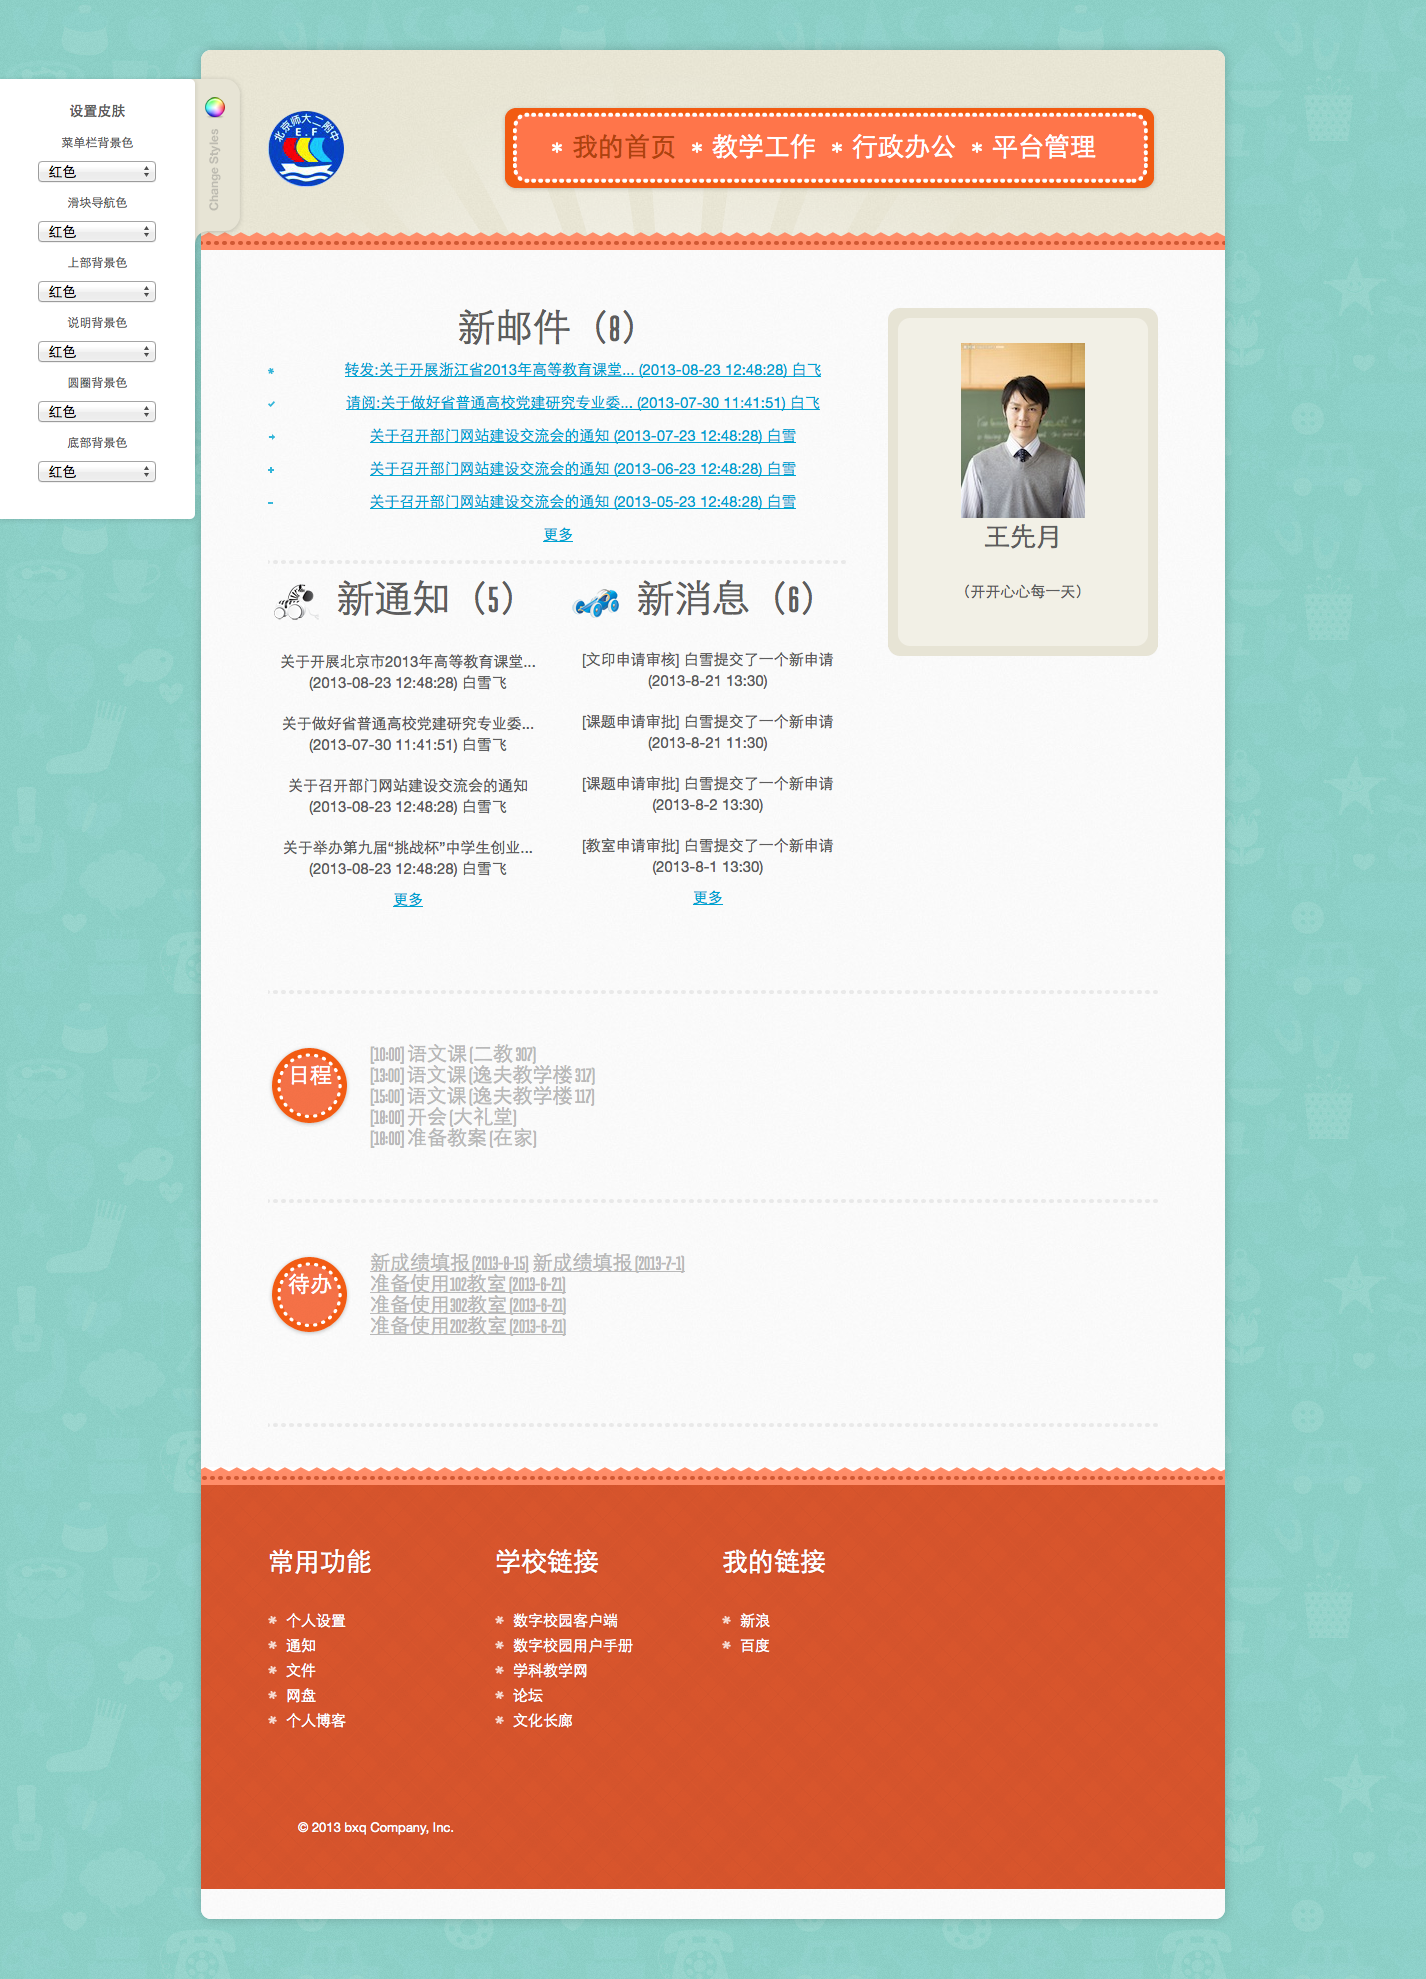 设置皮肤
菜单栏背景色
红色
滑块导航色
红色
上部背景色
红色
说明背景色
红色
圆圈背景色
红色
底部背景色
红色
Change Styles
北京师大二附中
E.F
* 我的首页 * 教学工作 * 行政办公 * 平台管理
新邮件（8）
转发:关于开展浙江省2013年高等教育课堂... (2013-08-23 12:48:28) 白飞
请阅:关于做好省普通高校党建研究专业委... (2013-07-30 11:41:51) 白飞
关于召开部门网站建设交流会的通知 (2013-07-23 12:48:28) 白雪
关于召开部门网站建设交流会的通知 (2013-06-23 12:48:28) 白雪
关于召开部门网站建设交流会的通知 (2013-05-23 12:48:28) 白雪
更多
王先月
（开开心心每一天）
新通知（5）
关于开展北京市2013年高等教育课堂...
(2013-08-23 12:48:28) 白雪飞
关于做好省普通高校党建研究专业委...
(2013-07-30 11:41:51) 白雪飞
关于召开部门网站建设交流会的通知
(2013-08-23 12:48:28) 白雪飞
关于举办第九届“挑战杯”中学生创业...
(2013-08-23 12:48:28) 白雪飞
更多
新消息（6）
[文印申请审核] 白雪提交了一个新申请
(2013-8-21 13:30)
[课题申请审批] 白雪提交了一个新申请
(2013-8-21 11:30)
[课题申请审批] 白雪提交了一个新申请
(2013-8-2 13:30)
[教室申请审批] 白雪提交了一个新申请
(2013-8-1 13:30)
更多
日程
[10:00] 语文课 (二教 307)
[13:00] 语文课 (逸夫教学楼 317)
[15:00] 语文课 (逸夫教学楼 117)
[18:00] 开会 (大礼堂)
[18:00] 准备教案 (在家)
待办
新成绩填报 (2013-8-15) 新成绩填报 (2013-7-1)
准备使用102教室 (2013-6-21)
准备使用302教室 (2013-6-21)
准备使用202教室 (2013-6-21)
常用功能
个人设置
通知
文件
网盘
个人博客
学校链接
数字校园客户端
数字校园用户手册
学科教学网
论坛
文化长廊
我的链接
新浪
百度
© 2013 bxq Company, Inc.